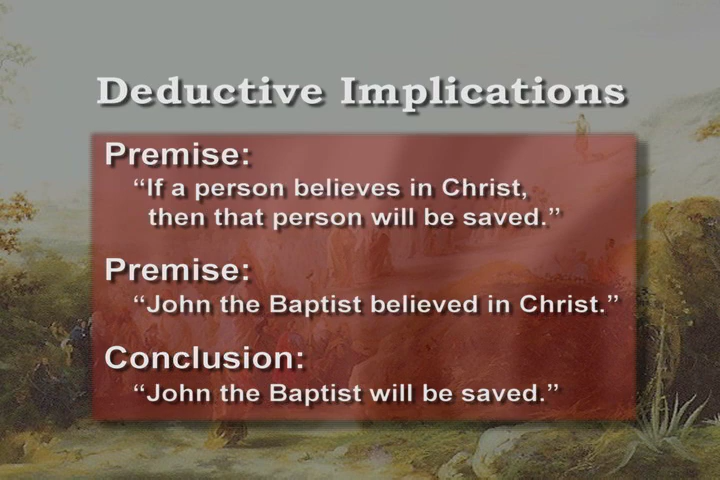 Deductive Implications
Premise:
“If a person believes in Christ,
then that person will be saved.”
Premise:
“John the Baptist believed in Christ.”
Conclusion:
“John the Baptist will be saved.”